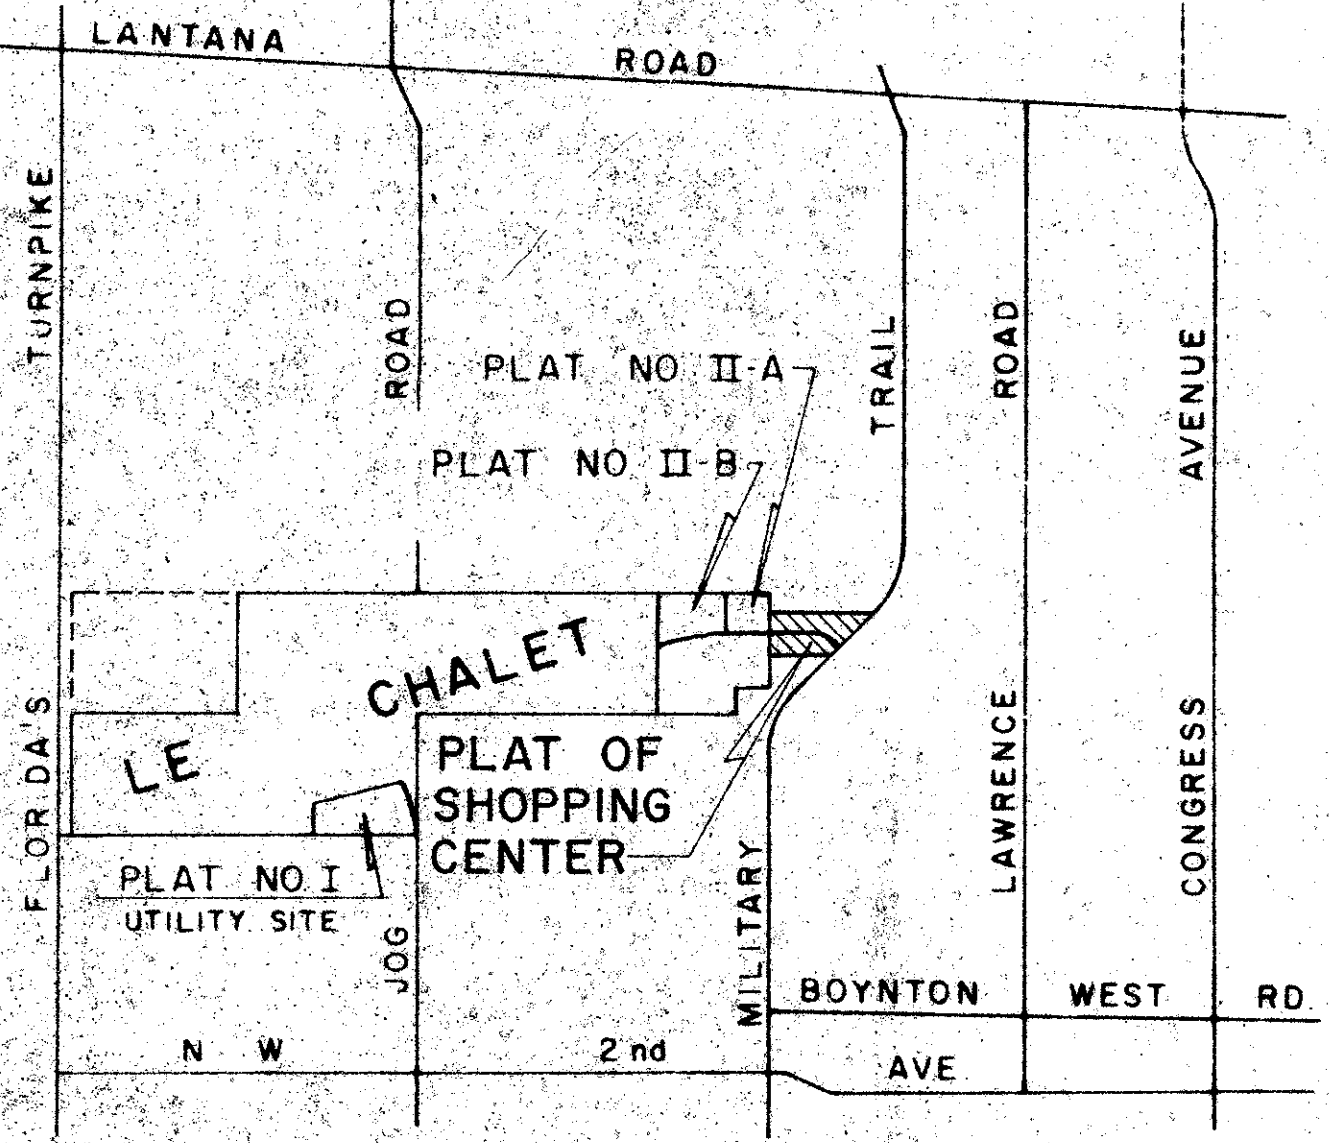 LANTANA ROAD
FLORIDA'S TURNPIKE
JOG ROAD
MILITARY TRAIL
LAWRENCE ROAD
CONGRESS AVENUE
PLAT NO II-A
PLAT NO II-B
LE CHALET
PLAT OF
SHOPPING
CENTER
PLAT NO I
UTILITY SITE
BOYNTON WEST RD.
N W 2nd AVE